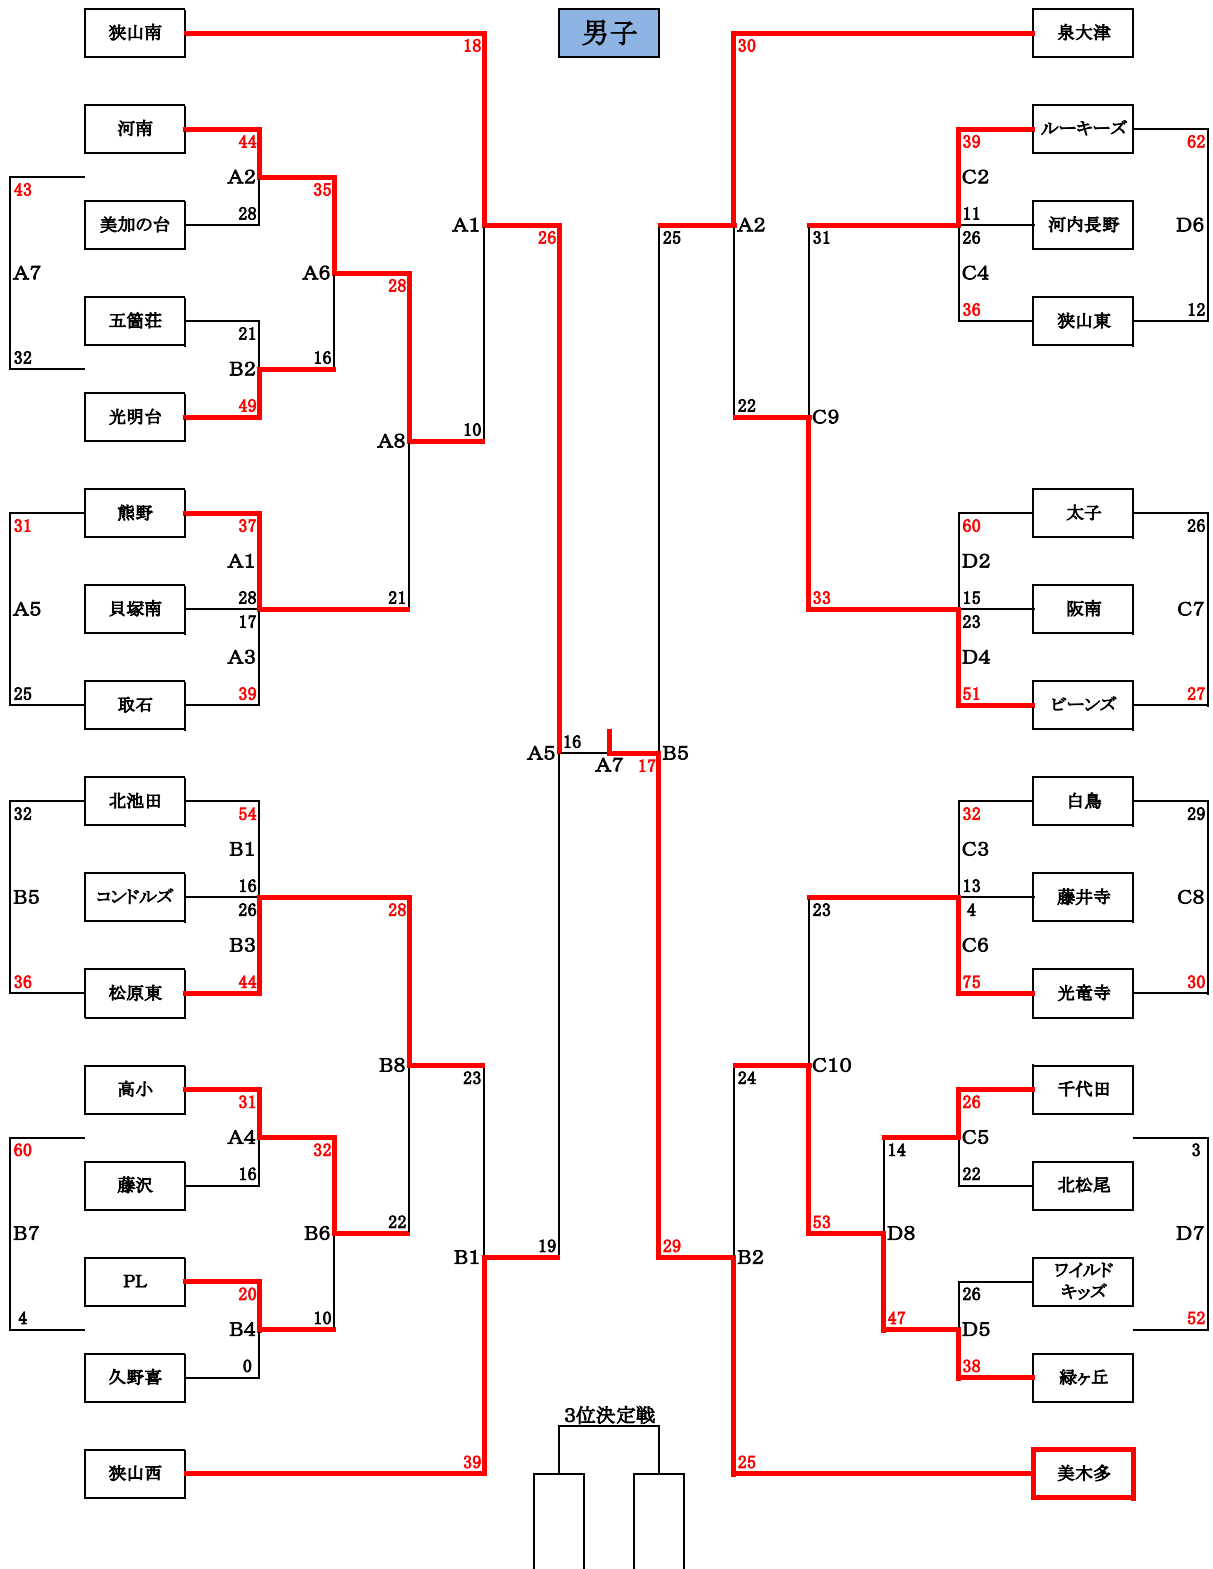 狭山南 18 男子 30 泉大津
河南 44 39 ルーキーズ 62
43 A2 35 C2
美加の台 28 A1 26 25 A2 31 11 河内長野 D6
26
A7 A6 28 C4
五箇荘 21 36 狭山東 12
32 B2 16
光明台 49 10 22 C9
A8
31 熊野 37 60 太子 26
A1 D2
A5 貝塚南 28 21 33 15 阪南 C7
17 23
A3 D4
25 取石 39 51 ビーンズ 27
A5 16 A7 17 B5
32 北池田 54 32 白鳥 29
B1 C3
B5 コンドルズ 16 28 23 13 藤井寺 C8
26 4
B3 C6
36 松原東 44 75 光竜寺 30
B8 23 24 C10
高小 31 26 千代田
60 A4 32 14 C5 3
藤沢 16 22 北松尾
B7 B6 22 53 D8 D7
B1 19 29 B2
PL 20 26 ワイルド
キッズ
4 B4 10 47 D5 52
久野喜 0 38 緑ヶ丘
3位決定戦
狭山西 39 25 美木多